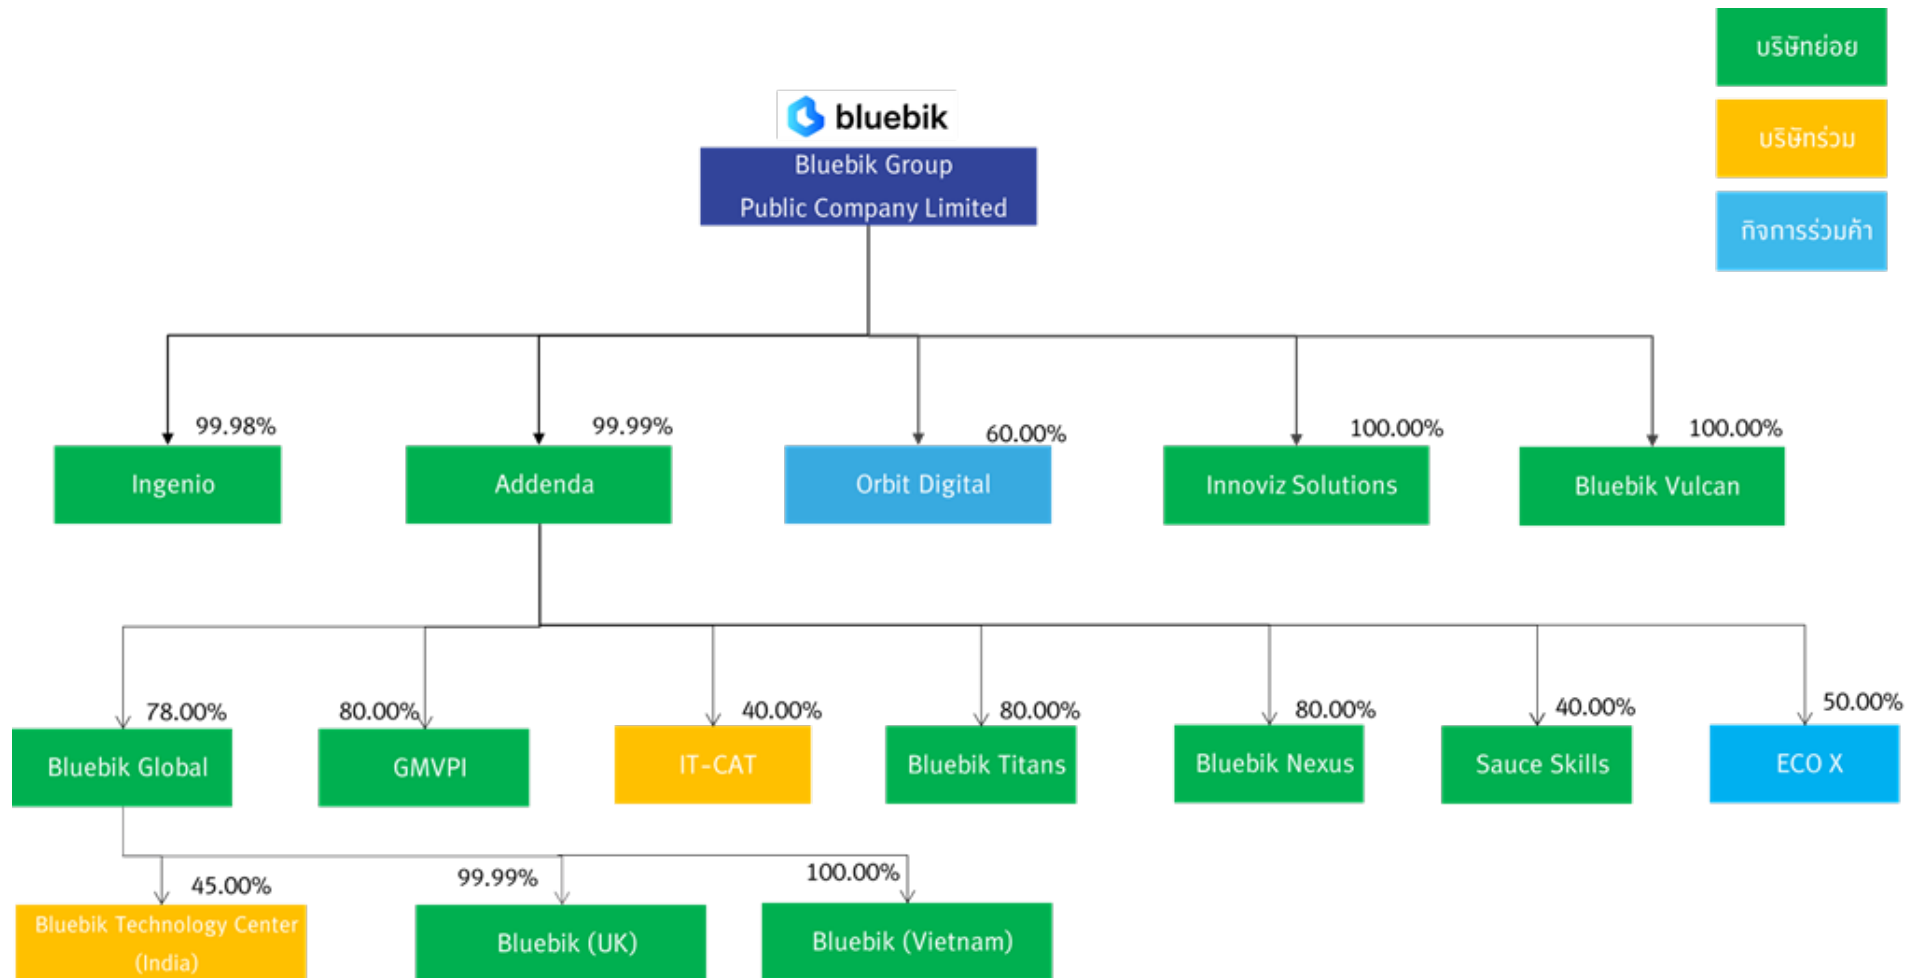 บริษัทย่อย
บริษัทร่วม
กิจการร่วมค้า
bluebik
Bluebik Group
Public Company Limited
99.98%
99.99%
60.00%
100.00%
100.00%
Ingenio
Addenda
Orbit Digital
Innoviz Solutions
Bluebik Vulcan
78.00%
80.00%
40.00%
80.00%
80.00%
40.00%
50.00%
Bluebik Global
GMVPI
IT-CAT
Bluebik Titans
Bluebik Nexus
Sauce Skills
ECO X
45.00%
99.99%
100.00%
Bluebik Technology Center
(India)
Bluebik (UK)
Bluebik (Vietnam)